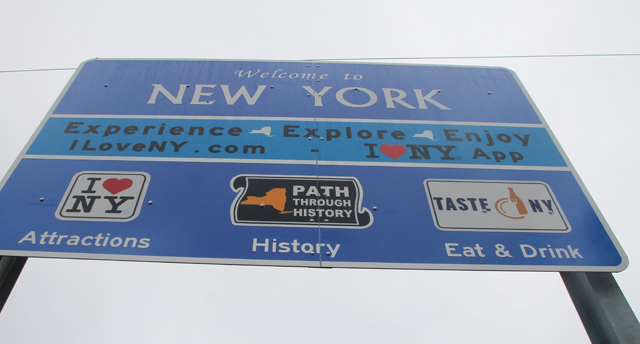 Welcome to
NEW YORK
Experience Explore Enjoy
ILoveNY.com - I❤NY App
I❤
NY
PATH
THROUGH
HISTORY
TASTE NY
Attractions
History
Eat & Drink